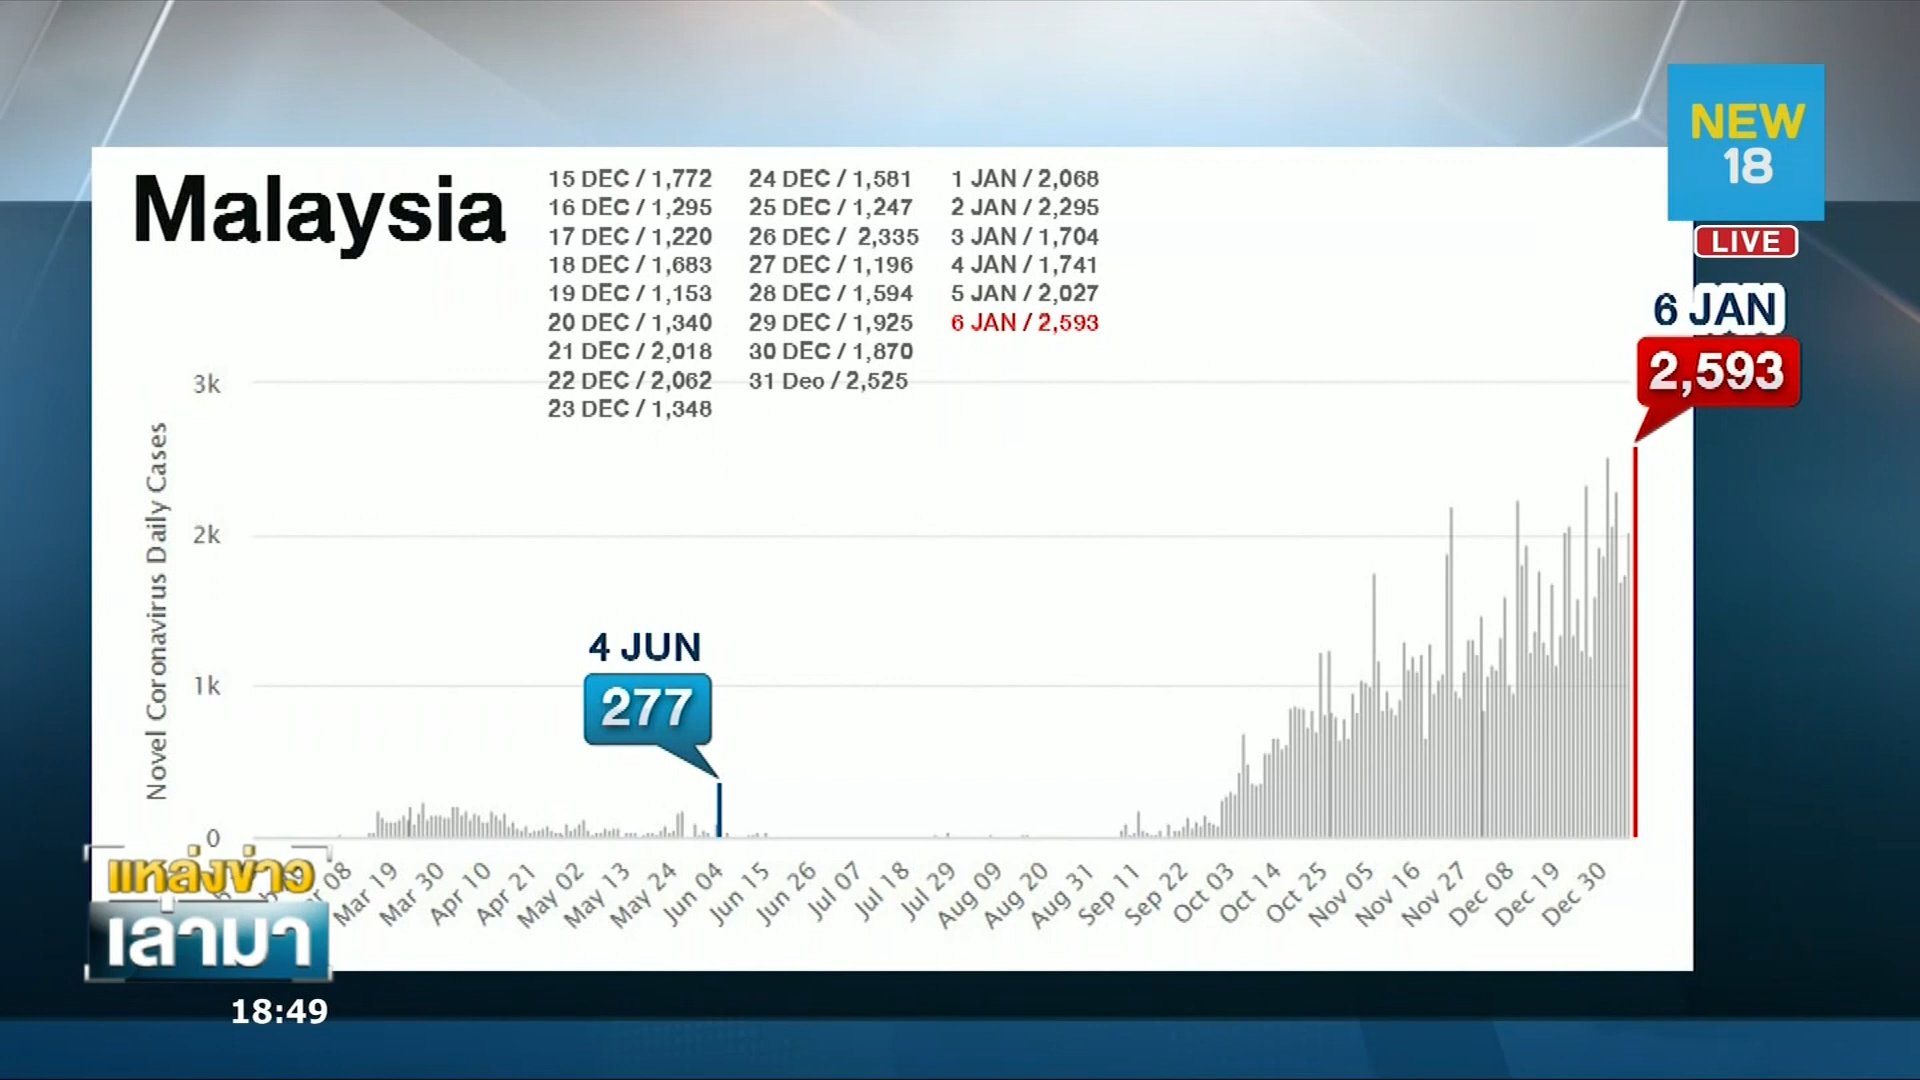 NEW
18
LIVE
Malaysia
15 DEC / 1,772
16 DEC / 1,295
17 DEC / 1,220
18 DEC / 1,683
19 DEC / 1,153
20 DEC / 1,340
21 DEC / 2,018
22 DEC / 2,062
23 DEC / 1,348
24 DEC / 1,581
25 DEC / 1,247
26 DEC / 2,335
27 DEC / 1,196
28 DEC / 1,594
29 DEC / 1,925
30 DEC / 1,870
31 Deo / 2,525
1 JAN / 2,068
2 JAN / 2,295
3 JAN / 1,704
4 JAN / 1,741
5 JAN / 2,027
6 JAN / 2,593
6 JAN
2,593
4 JUN
277
Novel Coronavirus Daily Cases
3k
2k
1k
0
08
Mar 19
Mar 30
Apr 10
Apr 21
May 02
May 13
May 24
Jun 04
Jun 15
Jun 26
Jul 07
Jul 18
Jul 29
Aug 09
Aug 20
Aug 31
Sep 11
Sep 22
Oct 03
Oct 14
Oct 25
Nov 05
Nov 16
Nov 27
Dec 08
Dec 19
Dec 30
แหล่งข่าว
เล่ามา
18:49